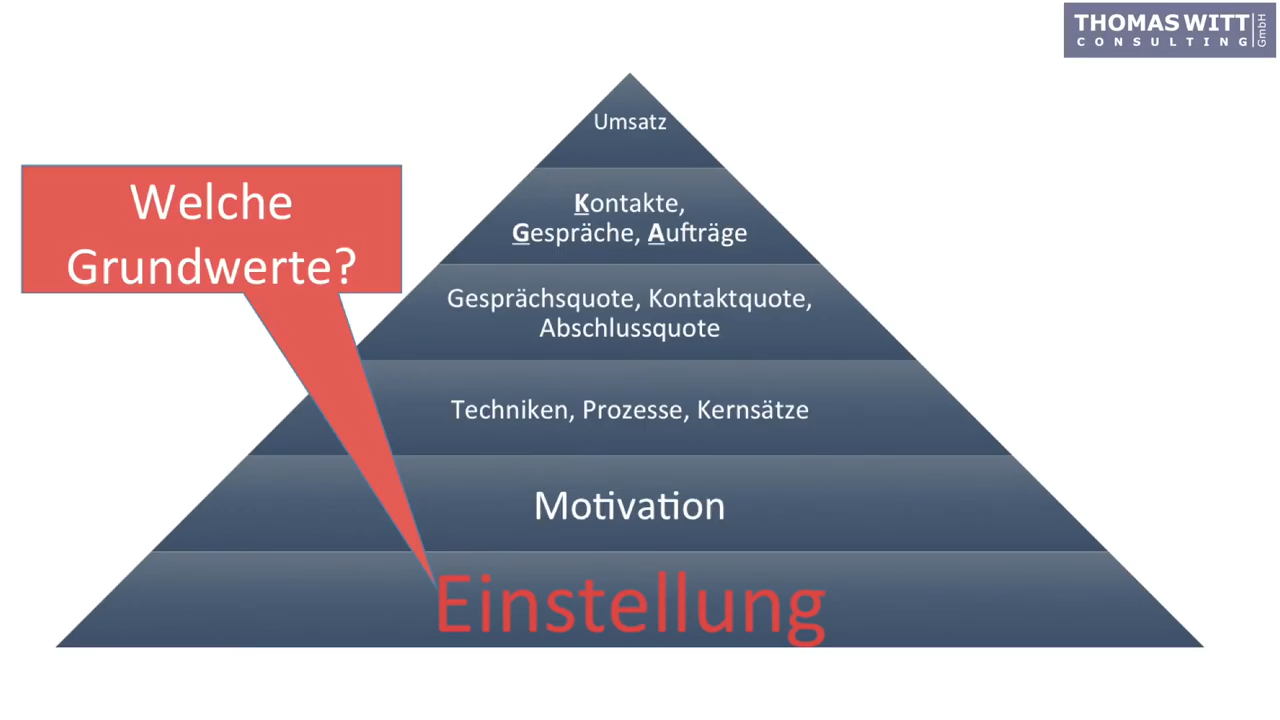 THOMAS WITT GmbH
CONSULTING
Umsatz
Welche
Grundwerte?
Kontakte,
Gespräche, Aufträge
Gesprächsquote, Kontaktquote,
Abschlussquote
Techniken, Prozesse, Kernsätze
Motivation
Einstellung